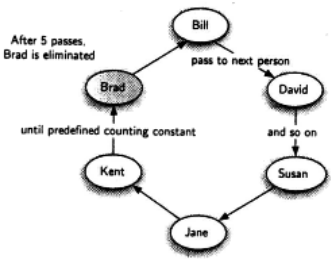 Bill
After 5 passes,
Brad is eliminated
pass to next person
Brad
David
until predefined counting constant
and so on
Kent
Susan
Jane